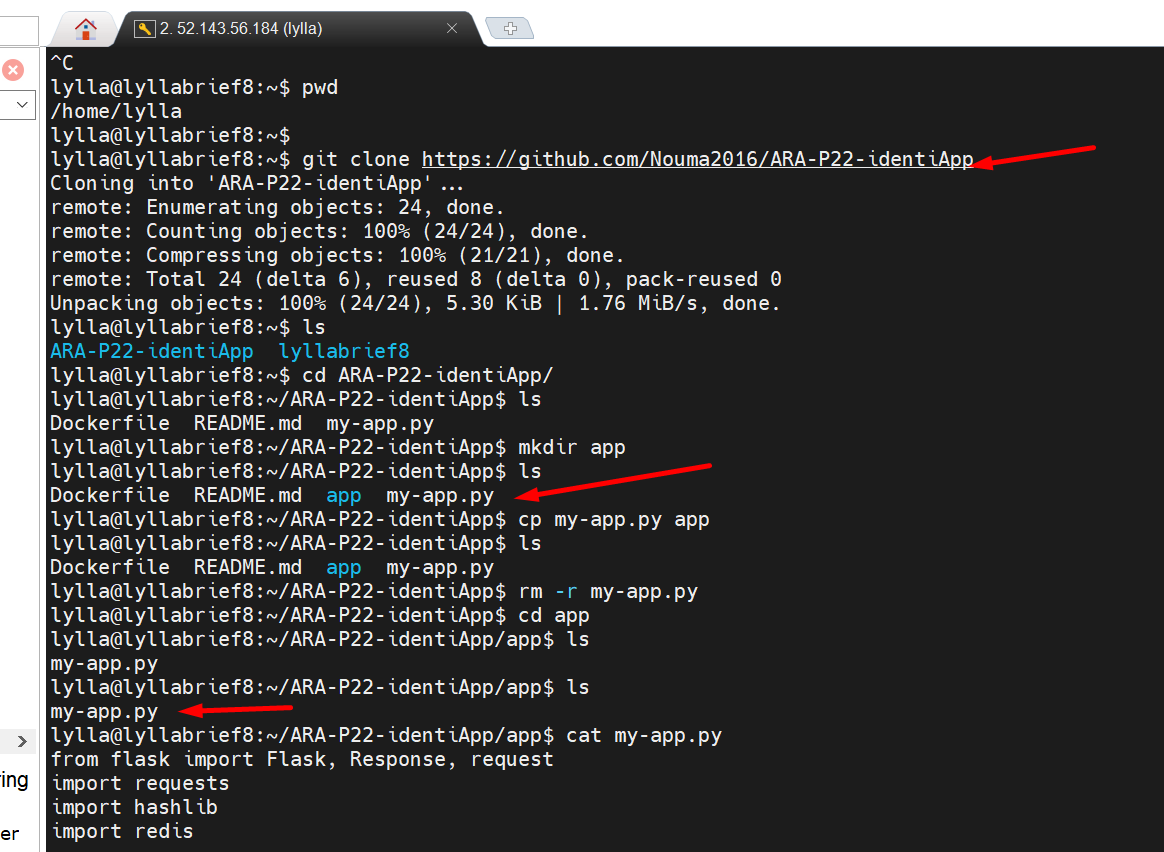 2. 52.143.56.184 (lylla)
^C
lylla@lyllabrief8:~$ pwd
/home/lylla
lylla@lyllabrief8:~$
lylla@lyllabrief8:~$ git clone https://github.com/Nouma2016/ARA-P22-identiApp
Cloning into 'ARA-P22-identiApp'...
remote: Enumerating objects: 24, done.
remote: Counting objects: 100% (24/24), done.
remote: Compressing objects: 100% (21/21), done.
remote: Total 24 (delta 6), reused 8 (delta 0), pack-reused 0
Unpacking objects: 100% (24/24), 5.30 KiB | 1.76 MiB/s, done.
lylla@lyllabrief8:~$ ls
ARA-P22-identiApp  lyllabrief8
lylla@lyllabrief8:~$ cd ARA-P22-identiApp/
lylla@lyllabrief8:~/ARA-P22-identiApp$ ls
Dockerfile  README.md  my-app.py
lylla@lyllabrief8:~/ARA-P22-identiApp$ mkdir app
lylla@lyllabrief8:~/ARA-P22-identiApp$ ls
Dockerfile  README.md  app  my-app.py
lylla@lyllabrief8:~/ARA-P22-identiApp$ cp my-app.py app
lylla@lyllabrief8:~/ARA-P22-identiApp$ ls
Dockerfile  README.md  app  my-app.py
lylla@lyllabrief8:~/ARA-P22-identiApp$ rm -r my-app.py
lylla@lyllabrief8:~/ARA-P22-identiApp$ cd app
lylla@lyllabrief8:~/ARA-P22-identiApp/app$ ls
my-app.py
lylla@lyllabrief8:~/ARA-P22-identiApp/app$ ls
my-app.py
lylla@lyllabrief8:~/ARA-P22-identiApp/app$ cat my-app.py
from flask import Flask, Response, request
import requests
import hashlib
import redis
ing
er